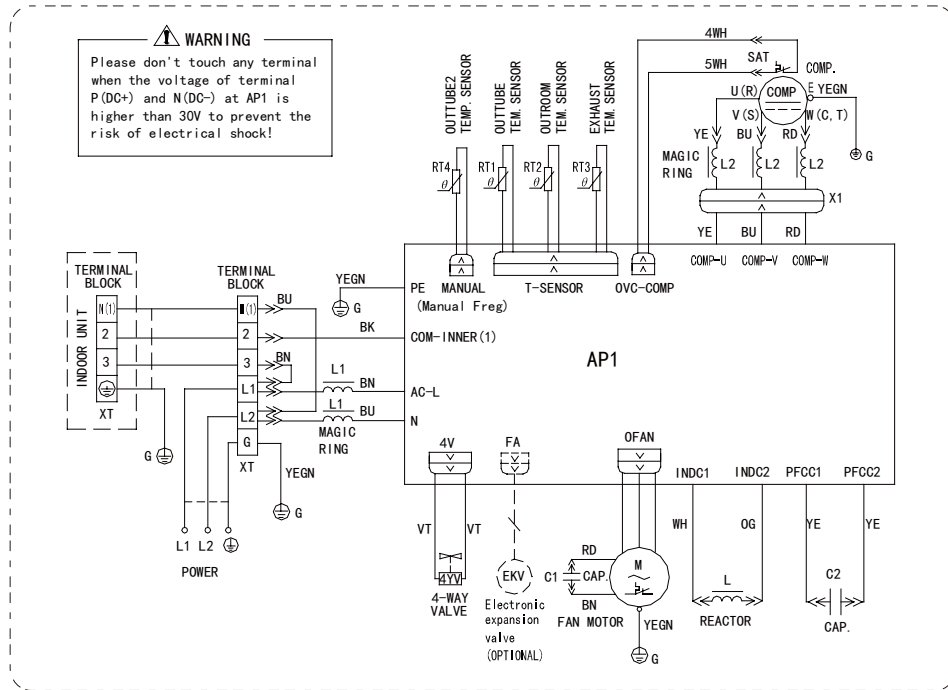 WARNING
Please don't touch any terminal
when the voltage of terminal
P(DC+) and N(DC-) at AP1 is
higher than 30V to prevent the
risk of electrical shock!
OUTTUBE2
TEMP. SENSOR
OUTTUBE
TEM. SENSOR
OUTROOM
TEM. SENSOR
EXHAUST
TEM. SENSOR
RT4
θ
RT1
θ
RT2
θ
RT3
θ
4WH
5WH
SAT
COMP.
U(R)
COMP
E
YEGN
V(S)
W(C, T)
G
YE
BU
RD
MAGIC
RING
L2
L2
L2
X1
YE
BU
RD
COMP-U
COMP-V
COMP-W
MANUAL
(Manual Freg)
T-SENSOR
OVC-COMP
INDOOR UNIT
TERMINAL
BLOCK
N(1)
2
3
XT
G
TERMINAL
BLOCK
(1)
2
3
L1
L2
G
XT
BU
YEGN
G
PE
BK
COM-INNER(1)
BN
L1
BN
AC-L
L1
BU
N
MAGIC
RING
YEGN
G
L1
L2
POWER
AP1
4V
FA
OFAN
INDC1
INDC2
PFCC1
PFCC2
VT
VT
4YV
4-WAY
VALVE
EKV
Electronic
expansion
valve
(OPTIONAL)
RD
C1
CAP.
BN
FAN MOTOR
M
YEGN
G
WH
OG
L
REACTOR
YE
YE
C2
CAP.